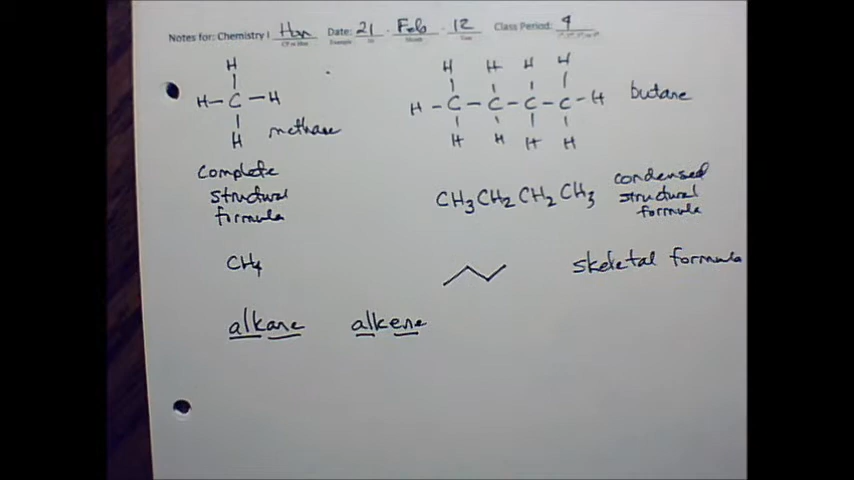 Notes for: Chemistry I Hon Date: 21 · Feb · 12 Class Period: 4
H H H H H
H-C-H H-C-C-C-C-H butane
H methane H H H H
complete
structural
formula
CH3CH2CH2CH3 condensed
structural
formula
CH4 skeletal formula
alkane alkene